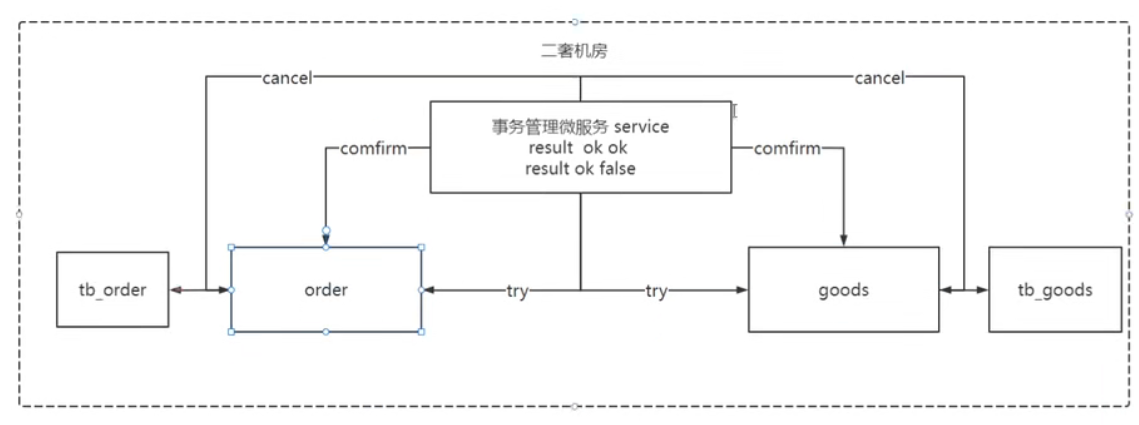 二奢机房
cancel
cancel
事务管理微服务 service
result ok ok
result ok false
comfirm
comfirm
tb_order
order
try
try
goods
tb_goods